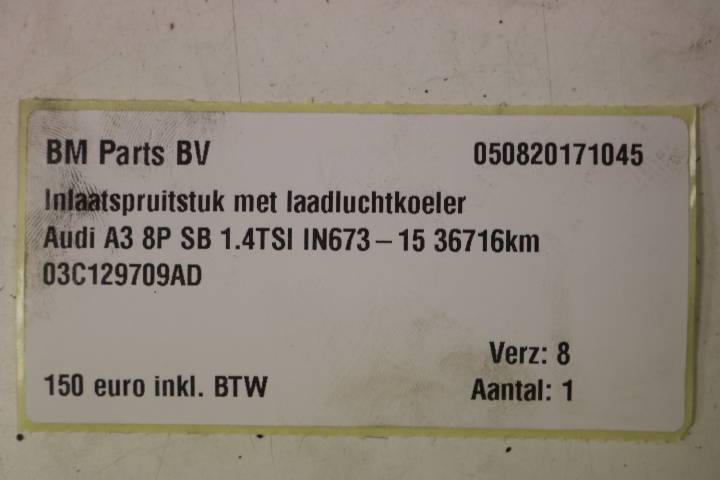 BM Parts BV 050820171045
Inlaatspruitstuk met laadluchtkoeler
Audi A3 8P SB 1.4TSI IN673-15 36716km
03C129709AD
Verz: 8
150 euro inkl. BTW Aantal: 1